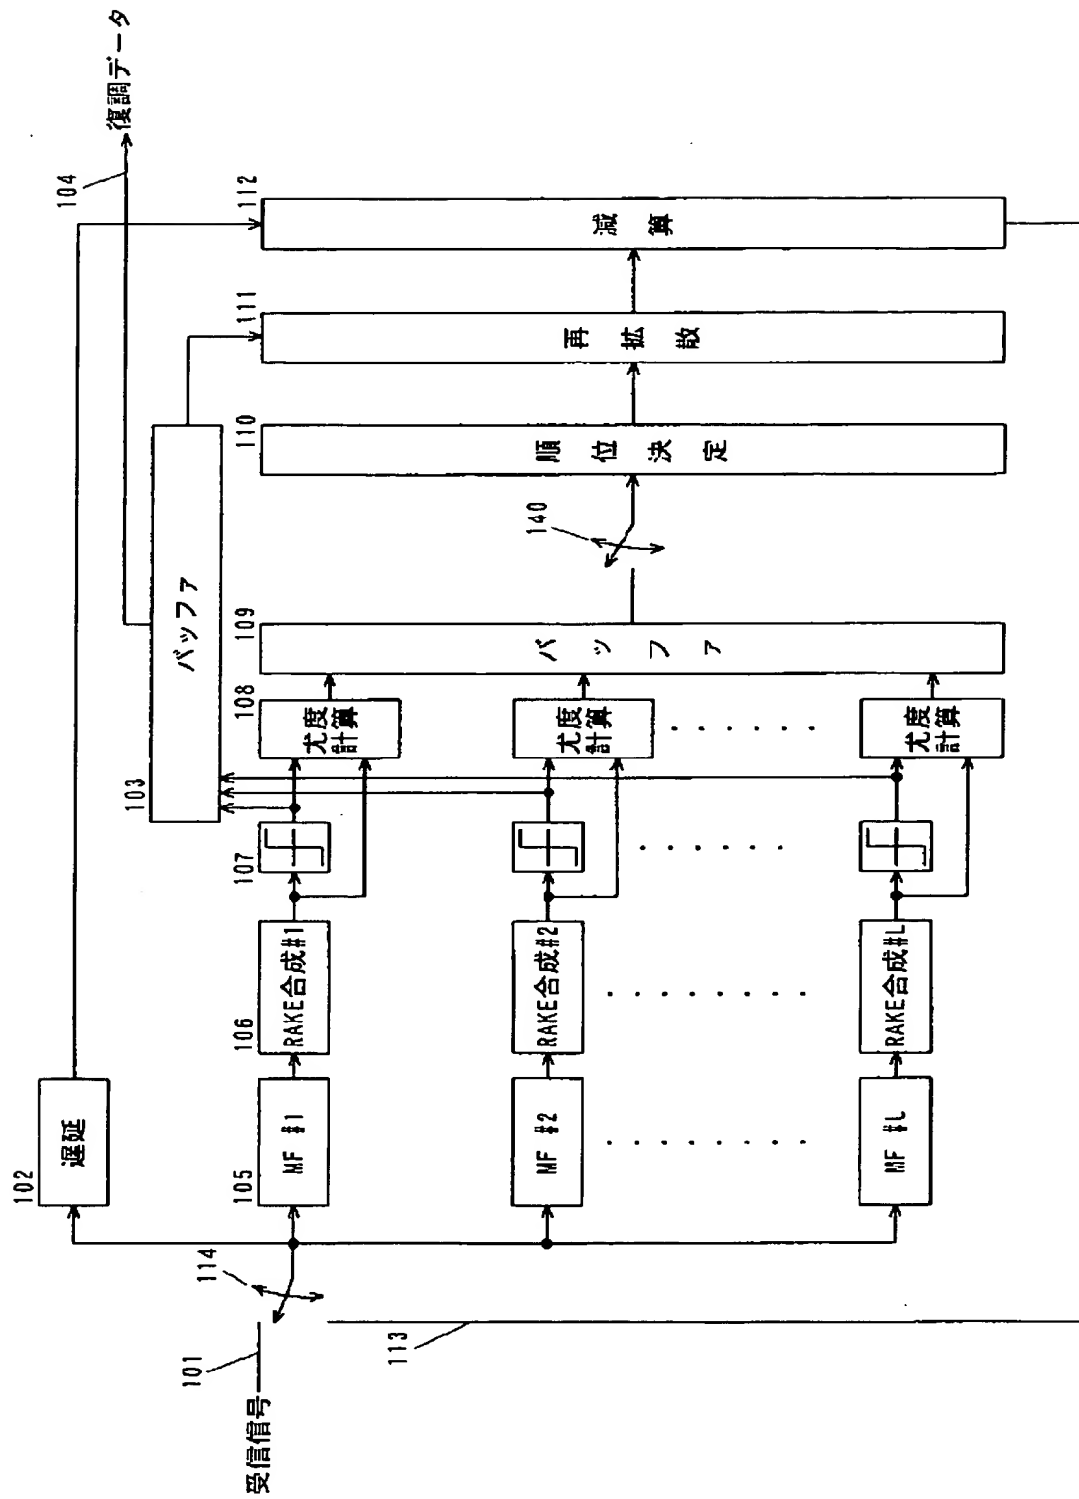 受信信号
101
113
114
102
遅延
105
MF #1
MF #2
MF #L
106
RAKE合成#1
RAKE合成#2
RAKE合成#L
107
108
尤度
計算
尤度
計算
尤度
計算
103
バッファ
109
バッファ
140
110
順位決定
111
再拡散
112
減算
104
復調データ